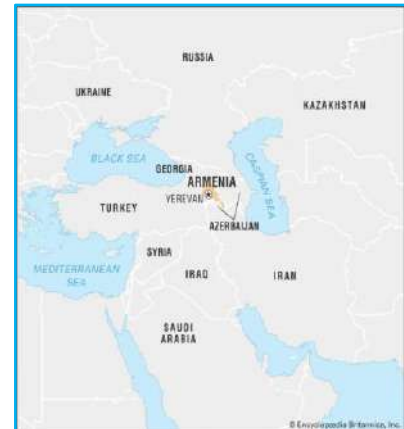 RUSSIA
UKRAINE
KAZAKHSTAN
BLACK SEA
CASPIAN SEA
GEORGIA
ARMENIA
YEREVAN
TURKEY
AZERBAIJAN
SYRIA
MEDITERRANEAN
SEA
IRAQ
IRAN
SAUDI
ARABIA
© Encyclopædia Britannica, Inc.